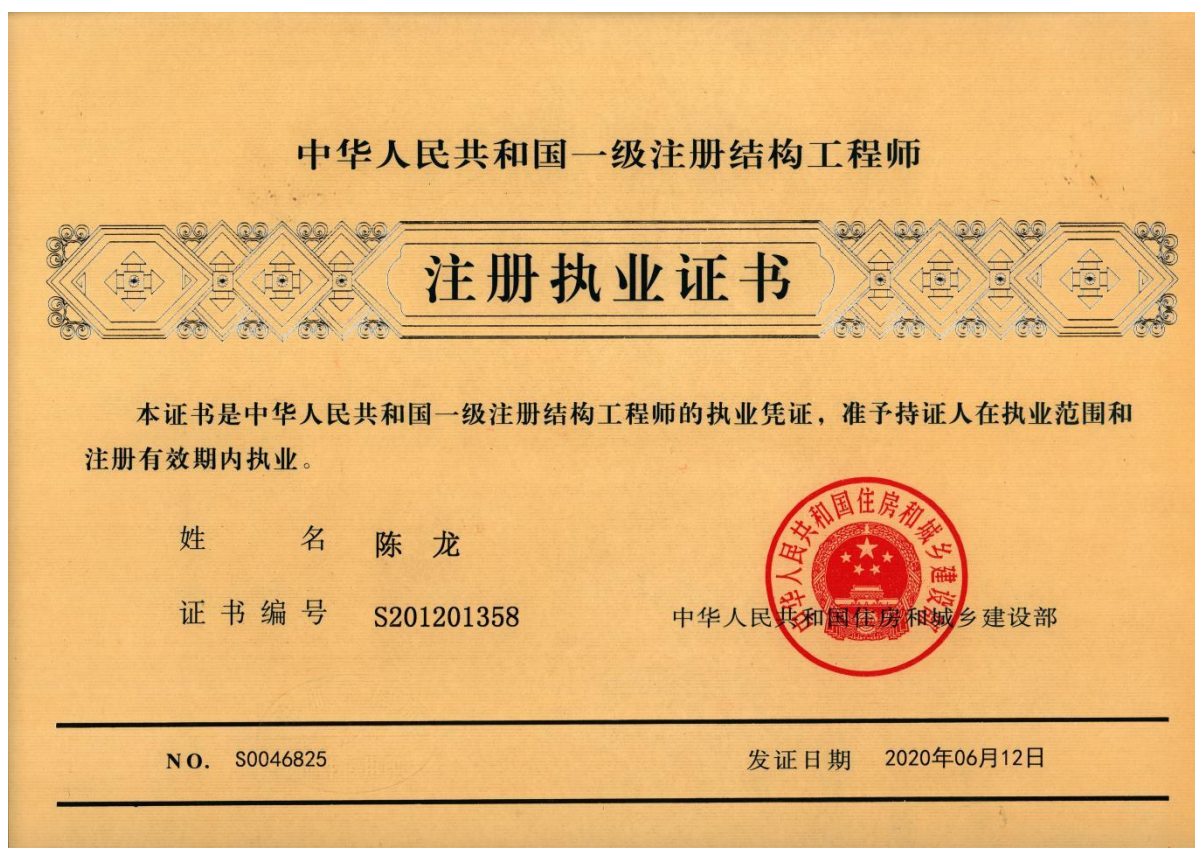 中华人民共和国一级注册结构工程师
注册执业证书
本证书是中华人民共和国一级注册结构工程师的执业凭证，准予持证人在执业范围和
注册有效期内执业。
姓 名 陈 龙
证书编号 S201201358
中华人民共和国住房和城乡建设部
中华人民共和国住房和城乡建设部
NO. S0046825
发证日期 2020年06月12日